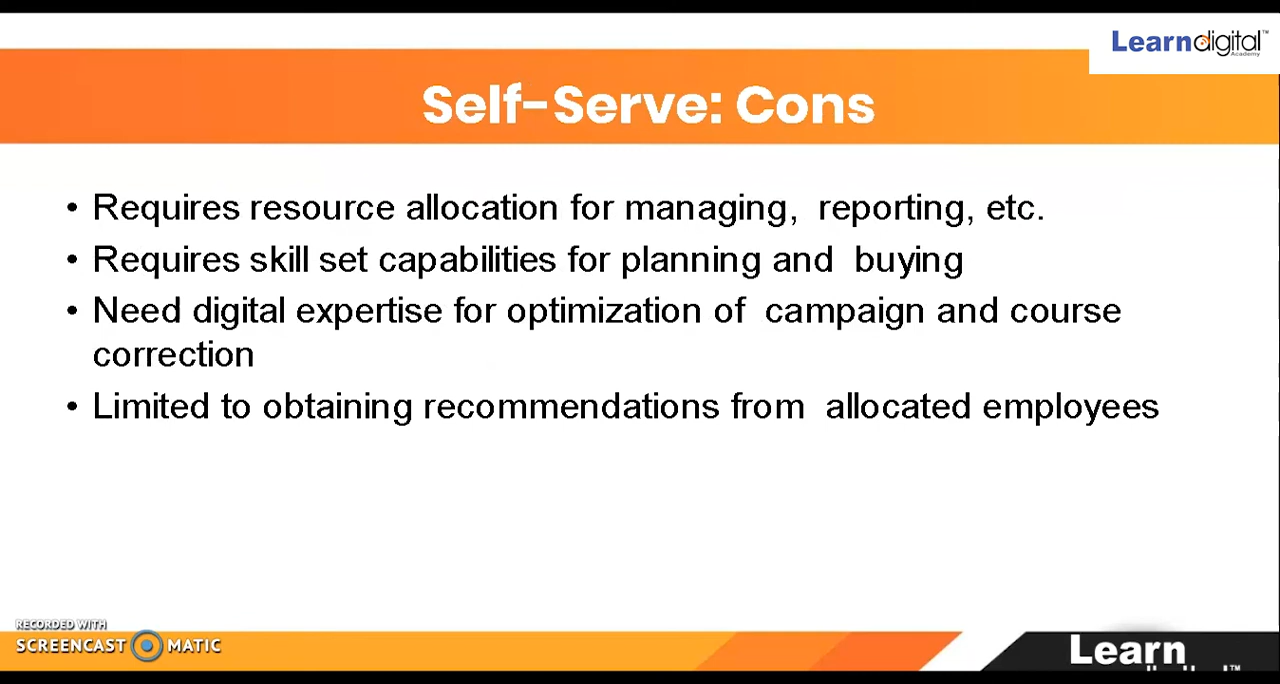 Learndigital™
Academy
Self-Serve: Cons
• Requires resource allocation for managing,  reporting, etc.
• Requires skill set capabilities for planning and  buying
• Need digital expertise for optimization of  campaign and course
correction
• Limited to obtaining recommendations from  allocated employees
RECORDED WITH
SCREENCAST MATIC
Learn